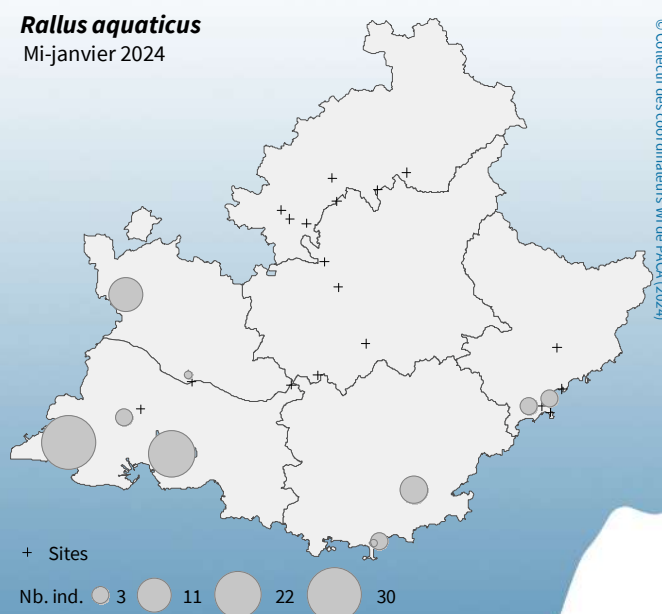 Rallus aquaticus
Mi-janvier 2024
© Collectif des coordinateurs WI de PACA (2024)
+ Sites
Nb. ind. 3 11 22 30